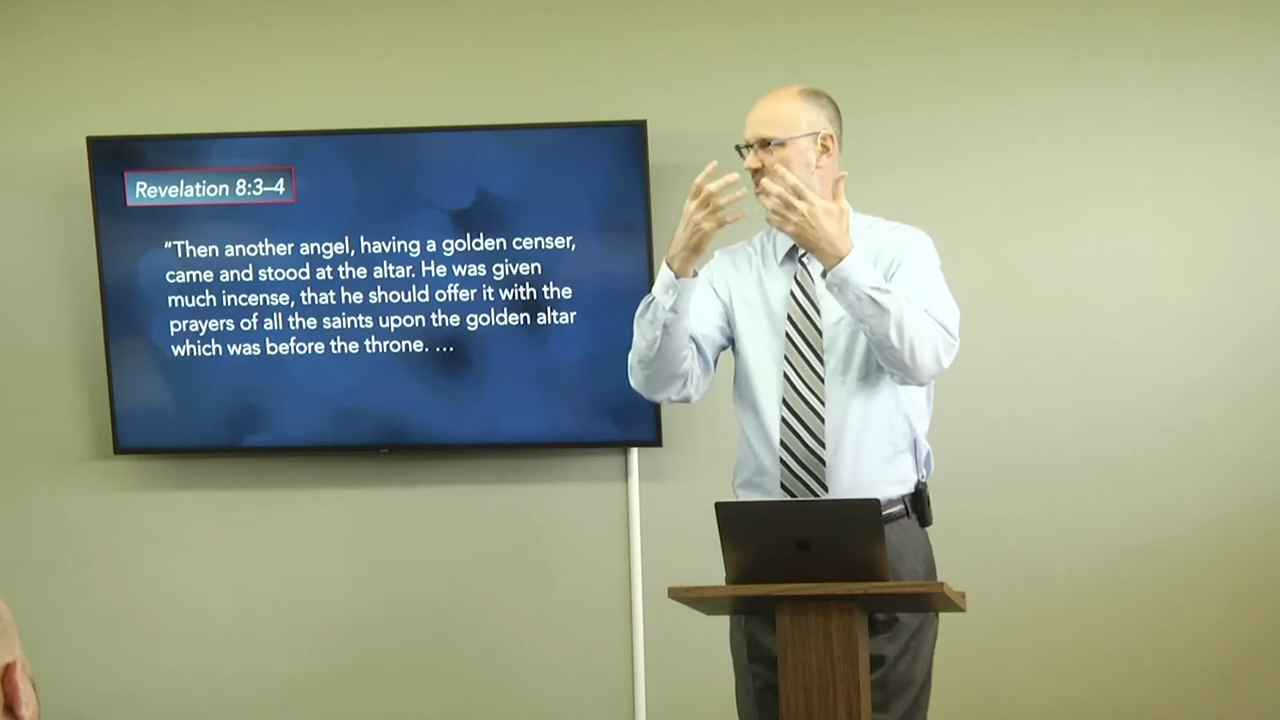 Revelation 8:3–4
“Then another angel, having a golden censer,
came and stood at the altar. He was given
much incense, that he should offer it with the
prayers of all the saints upon the golden altar
which was before the throne. …